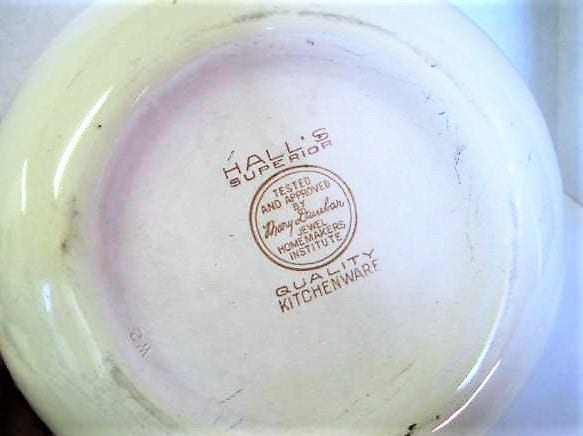 HALL'S
SUPERIOR
TESTED
AND APPROVED
BY
Mary Dunbar
JEWEL
HOMEMAKERS
INSTITUTE
QUALITY
KITCHENWARE